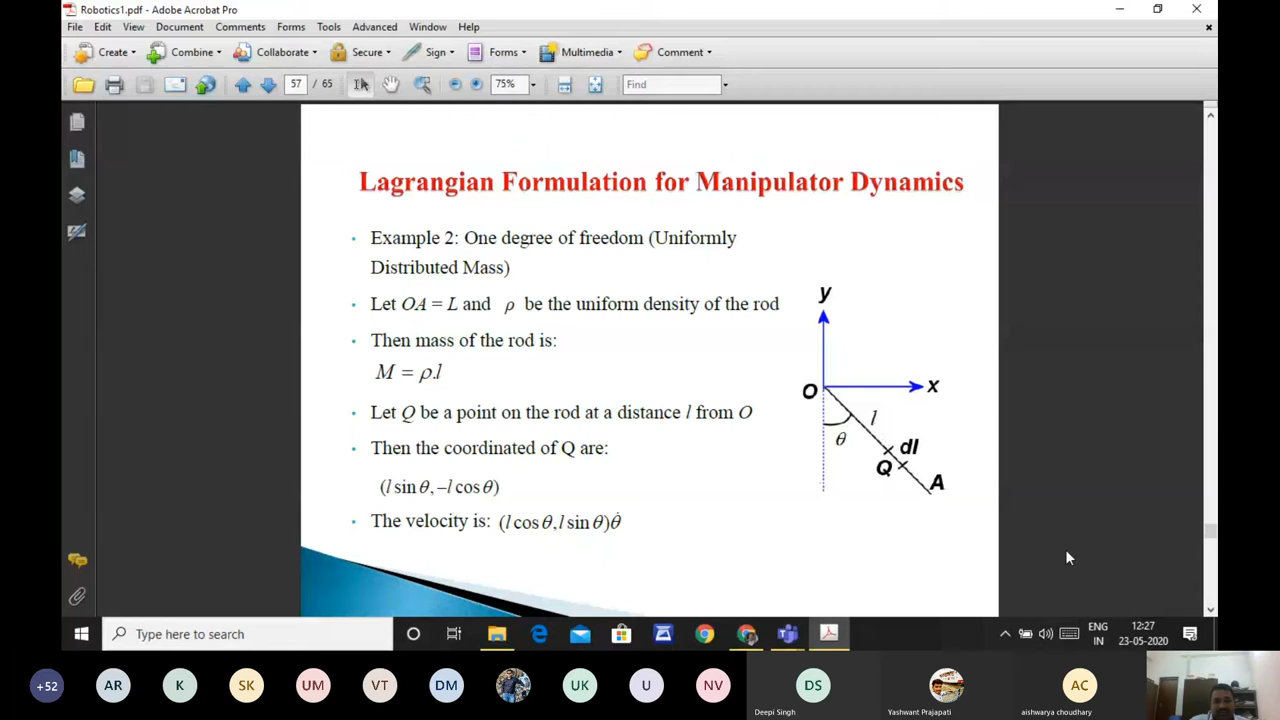 Robotics1.pdf - Adobe Acrobat Pro
File Edit View Document Comments Forms Tools Advanced Window Help
Create Combine Collaborate Secure Sign Forms Multimedia Comment
57 / 65 75% Find
Lagrangian Formulation for Manipulator Dynamics
• Example 2: One degree of freedom (Uniformly
Distributed Mass)
• Let OA = L and ρ be the uniform density of the rod
• Then mass of the rod is:
M = ρ.l
• Let Q be a point on the rod at a distance l from O
• Then the coordinated of Q are:
(l sin θ, –l cos θ)
• The velocity is: (l cos θ, l sin θ)θ̇
y
O
x
l
θ
dl
Q
A
Type here to search
ENG
IN
12:27
23-05-2020
+52 AR K SK UM VT DM UK U NV DS AC
Deepi Singh Yashwant Prajapati aishwarya choudhary